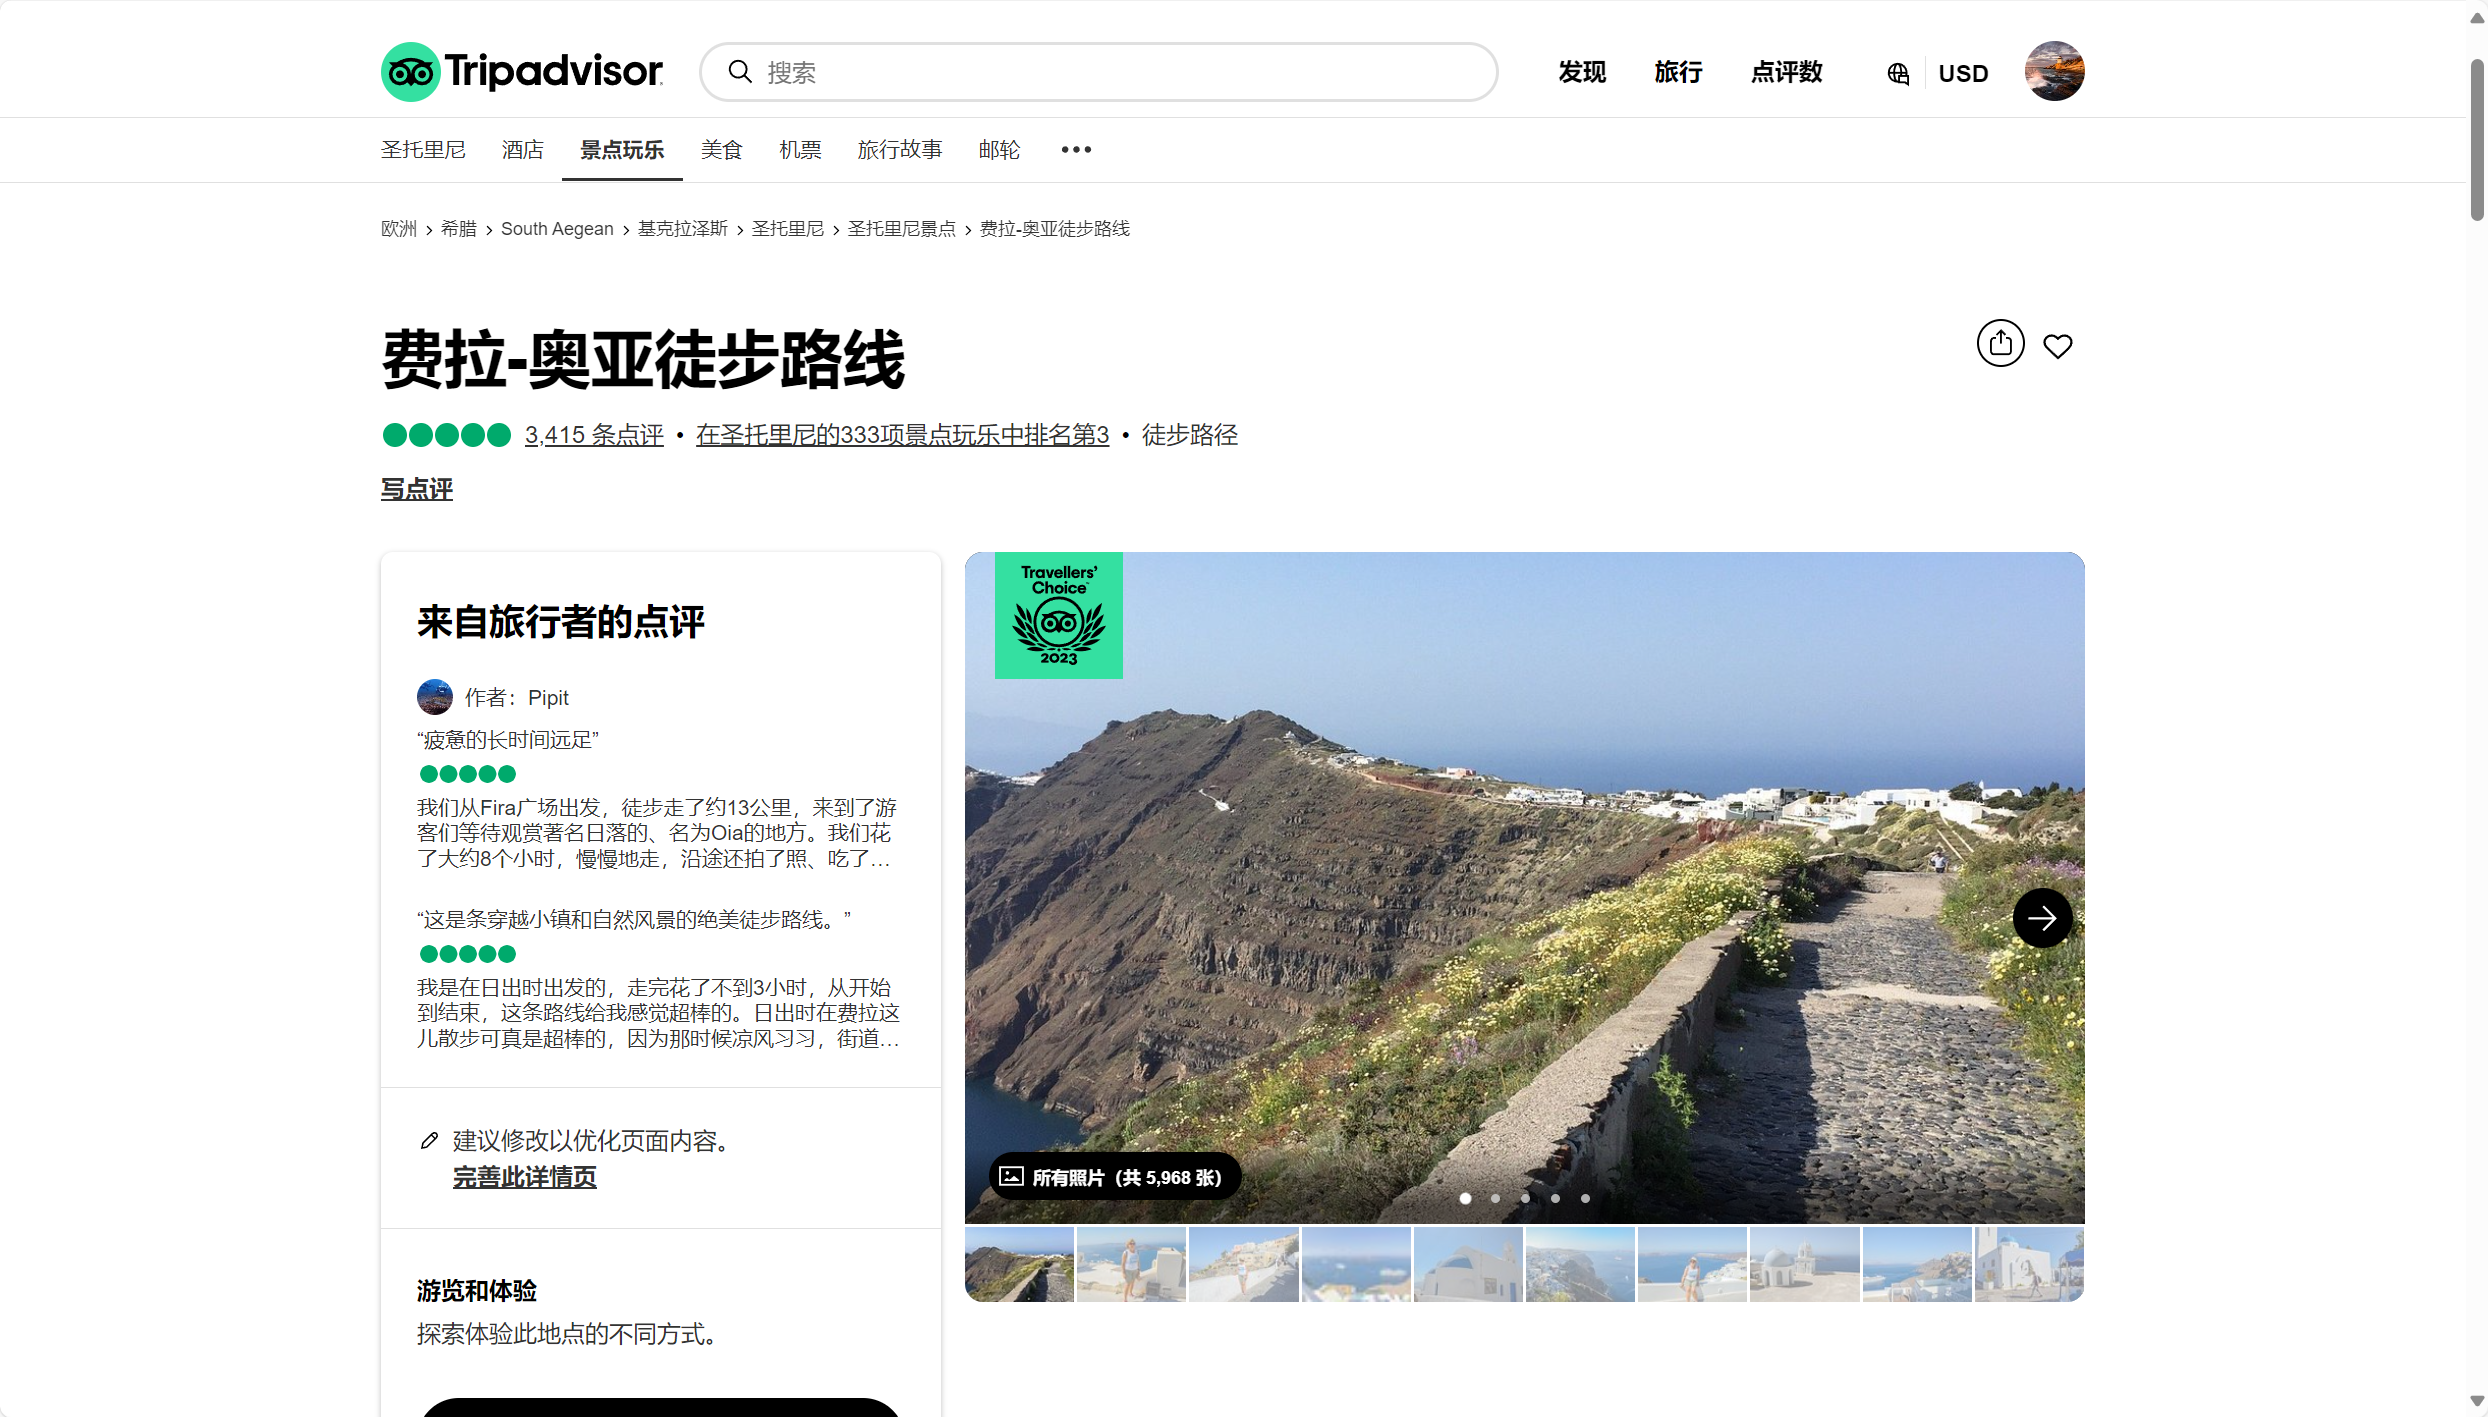 Tripadvisor
搜索
发现
旅行
点评数
USD
圣托里尼
酒店
景点玩乐
美食
机票
旅行故事
邮轮
欧洲 › 希腊 › South Aegean › 基克拉泽斯 › 圣托里尼 › 圣托里尼景点 › 费拉-奥亚徒步路线
费拉-奥亚徒步路线
3,415 条点评 • 在圣托里尼的333项景点玩乐中排名第3 • 徒步路径
写点评
来自旅行者的点评
作者：Pipit
“疲惫的长时间远足”
我们从Fira广场出发，徒步走了约13公里，来到了游
客们等待观赏著名日落的、名为Oia的地方。我们花
了大约8个小时，慢慢地走，沿途还拍了照、吃了…
“这是条穿越小镇和自然风景的绝美徒步路线。”
我是在日出时出发的，走完花了不到3小时，从开始
到结束，这条路线给我感觉超棒的。日出时在费拉这
儿散步可真是超棒的，因为那时候凉风习习，街道…
建议修改以优化页面内容。
完善此详情页
游览和体验
探索体验此地点的不同方式。
Travellers’
Choice
2023
所有照片（共 5,968 张）